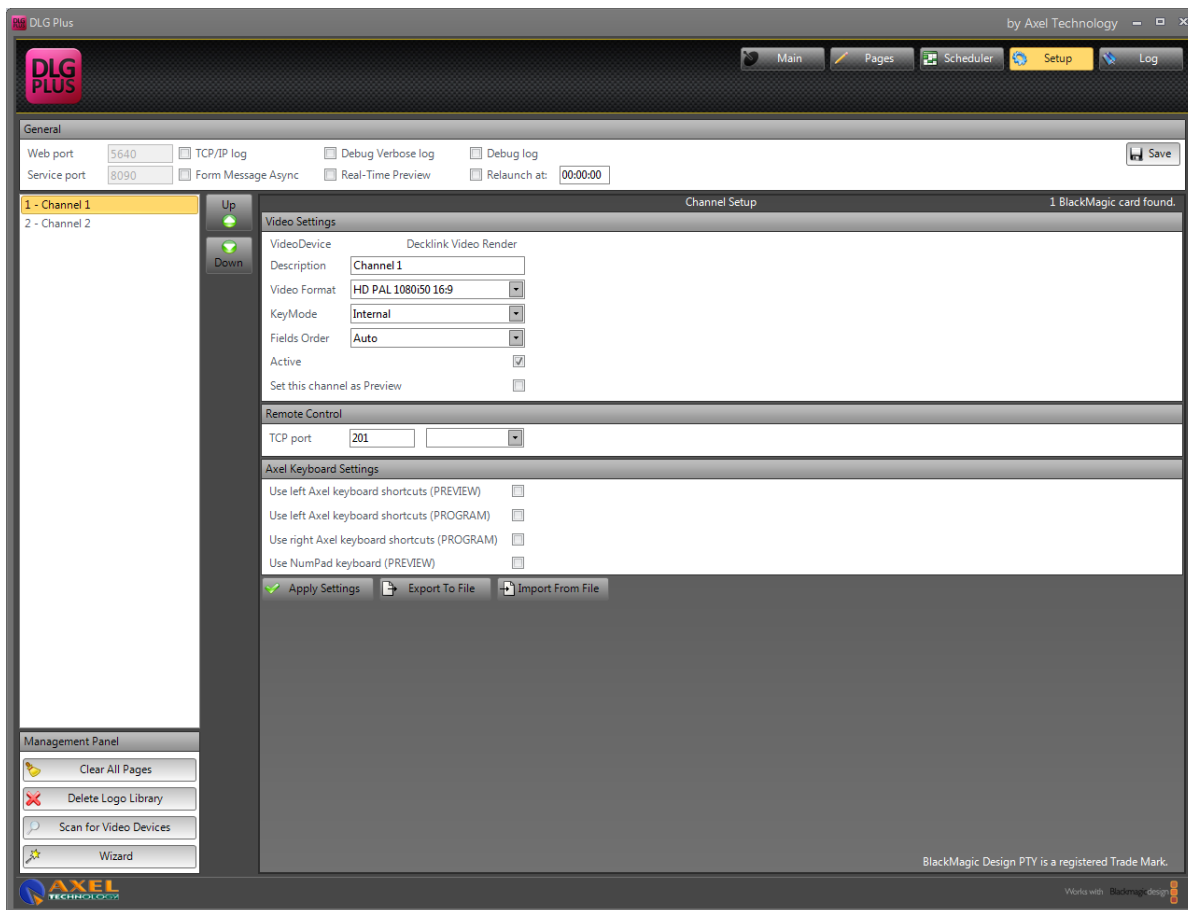 DLG Plus by Axel Technology
DLG PLUS
Main Pages Scheduler Setup Log
General
Web port 5640 TCP/IP log Debug Verbose log Debug log Save
Service port 8090 Form Message Async Real-Time Preview Relaunch at: 00:00:00
1 - Channel 1
2 - Channel 2
Up
Down
Channel Setup 1 BlackMagic card found.
Video Settings
VideoDevice Decklink Video Render
Description Channel 1
Video Format HD PAL 1080i50 16:9
KeyMode Internal
Fields Order Auto
Active
Set this channel as Preview
Remote Control
TCP port 201
Axel Keyboard Settings
Use left Axel keyboard shortcuts (PREVIEW)
Use left Axel keyboard shortcuts (PROGRAM)
Use right Axel keyboard shortcuts (PROGRAM)
Use NumPad keyboard (PREVIEW)
Apply Settings Export To File Import From File
Management Panel
Clear All Pages
Delete Logo Library
Scan for Video Devices
Wizard
BlackMagic Design PTY is a registered Trade Mark.
AXEL
TECHNOLOGY
Works with Blackmagicdesign